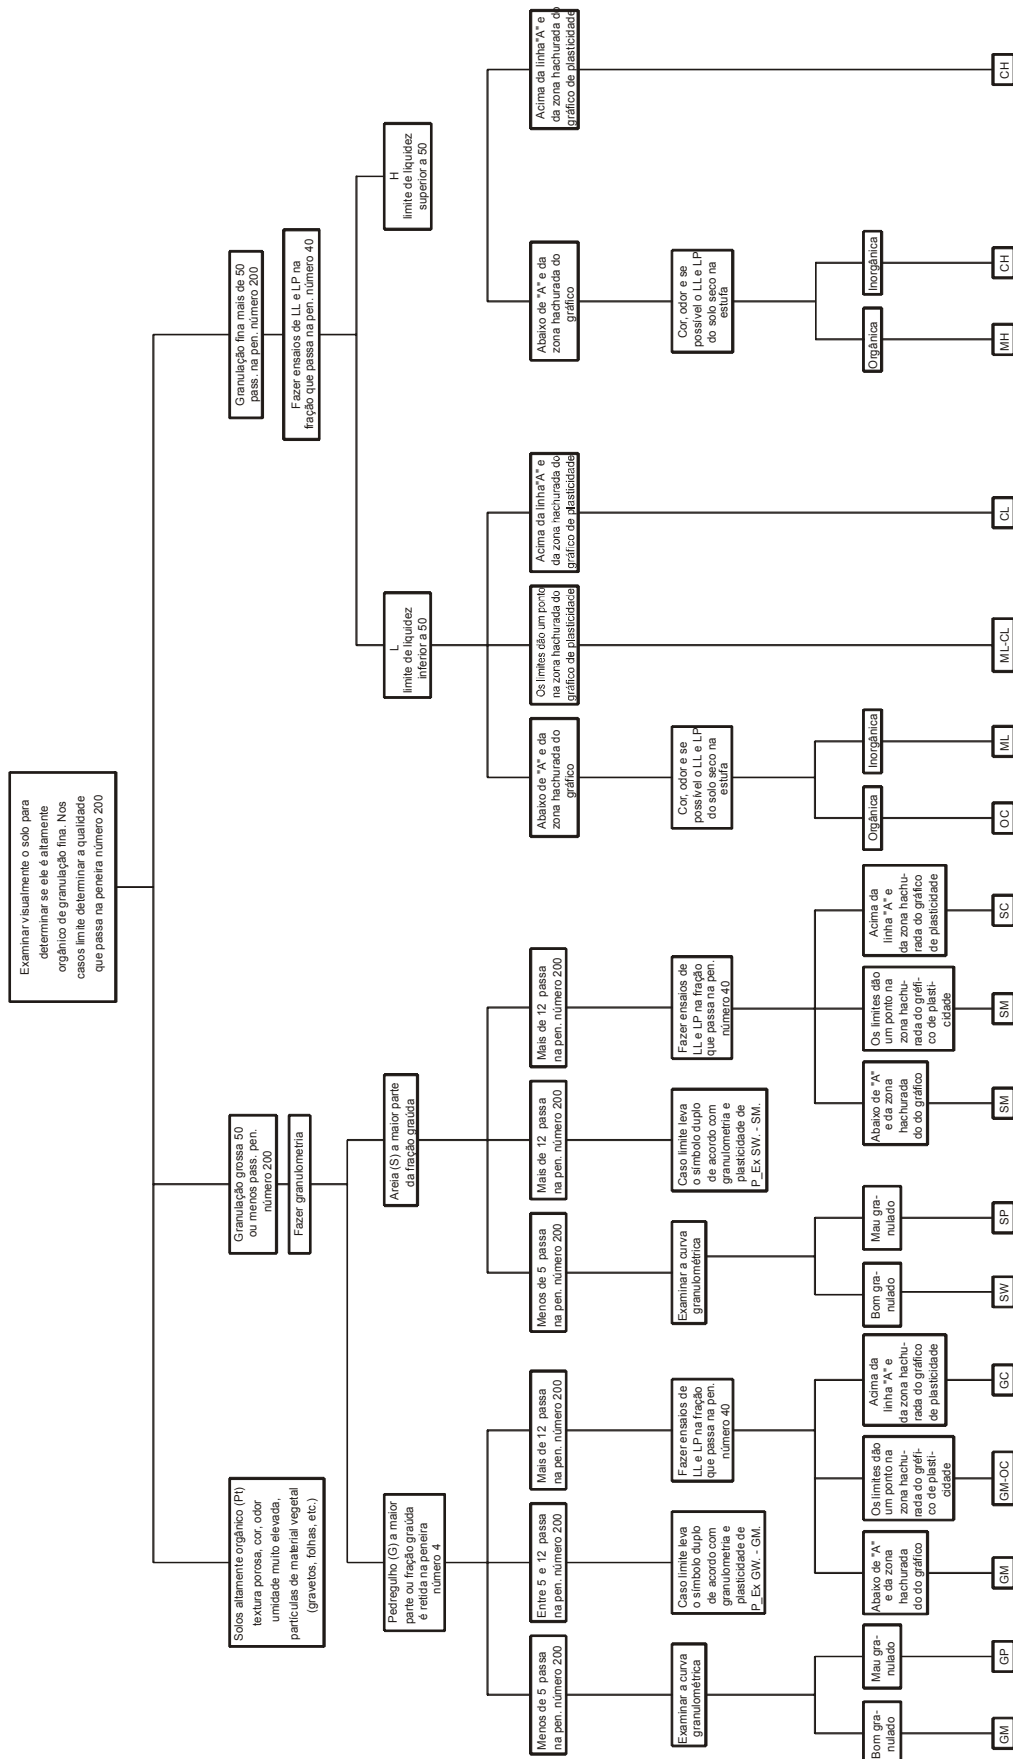 Examinar visualmente o solo para
determinar se ele é altamente
orgânico de granulação fina. Nos
casos limite determinar a qualidade
que passa na peneira número 200
Solos altamente orgânico (Pt)
textura porosa, cor, odor
umidade muito elevada,
partículas de material vegetal
(gravetos, folhas, etc.)
Granulação grossa 50
ou menos pass. pen.
número 200
Fazer granulometria
Granulação fina mais de 50
pass. na pen. número 200
Fazer ensaios de LL e LP na
fração que passa na pen. número 40
Pedregulho (G) a maior
parte ou fração graúda
é retida na peneira
número 4
Areia (S) a maior parte
da fração graúda
L
limite de liquidez
inferior a 50
H
limite de liquidez
superior a 50
Menos de 5 passa
na pen. número 200
Entre 5 e 12 passa
na pen. número 200
Mais de 12 passa
na pen. número 200
Menos de 5 passa
na pen. número 200
Mais de 12 passa
na pen. número 200
Mais de 12 passa
na pen. número 200
Abaixo de "A" e da
zona hachurada do
gráfico
Os limites dão um ponto
na zona hachurada do
gráfico de plasticidade
Acima da linha"A" e
da zona hachurada do
gráfico de plasticidade
Abaixo de "A" e da
zona hachurada do
gráfico
Acima da linha"A" e
da zona hachurada do
gráfico de plasticidade
Examinar a curva
granulométrica
Caso limite leva
o símbolo duplo
de acordo com
granulometria e
plasticidade de
P_Ex GW. - GM.
Fazer ensaios de
LL e LP na fração
que passa na pen.
número 40
Examinar a curva
granulométrica
Caso limite leva
o símbolo duplo
de acordo com
granulometria e
plasticidade de
P_Ex SW. - SM.
Fazer ensaios de
LL e LP na fração
que passa na pen.
número 40
Cor, odor e se
possível o LL e LP
do solo seco na
estufa
Cor, odor e se
possível o LL e LP
do solo seco na
estufa
Bom gra-
nulado
Mau gra-
nulado
Abaixo de "A"
e da zona
hachurada
do do gráfico
Os limites dão
um ponto na
zona hachu-
rada do gréfi-
co de plasti-
cidade
Acima da
linha "A" e
da zona hachu-
rada do gráfico
de plasticidade
Bom gra-
nulado
Mau gra-
nulado
Abaixo de "A"
e da zona
hachurada
do do gráfico
Os limites dão
um ponto na
zona hachu-
rada do gréfi-
co de plasti-
cidade
Acima da
linha "A" e
da zona hachu-
rada do gráfico
de plasticidade
Orgânica
Inorgânica
Orgânica
Inorgânica
GM
GP
GM
GM-OC
GC
SW
SP
SM
SM
SC
OC
ML
ML-CL
CL
MH
CH
CH